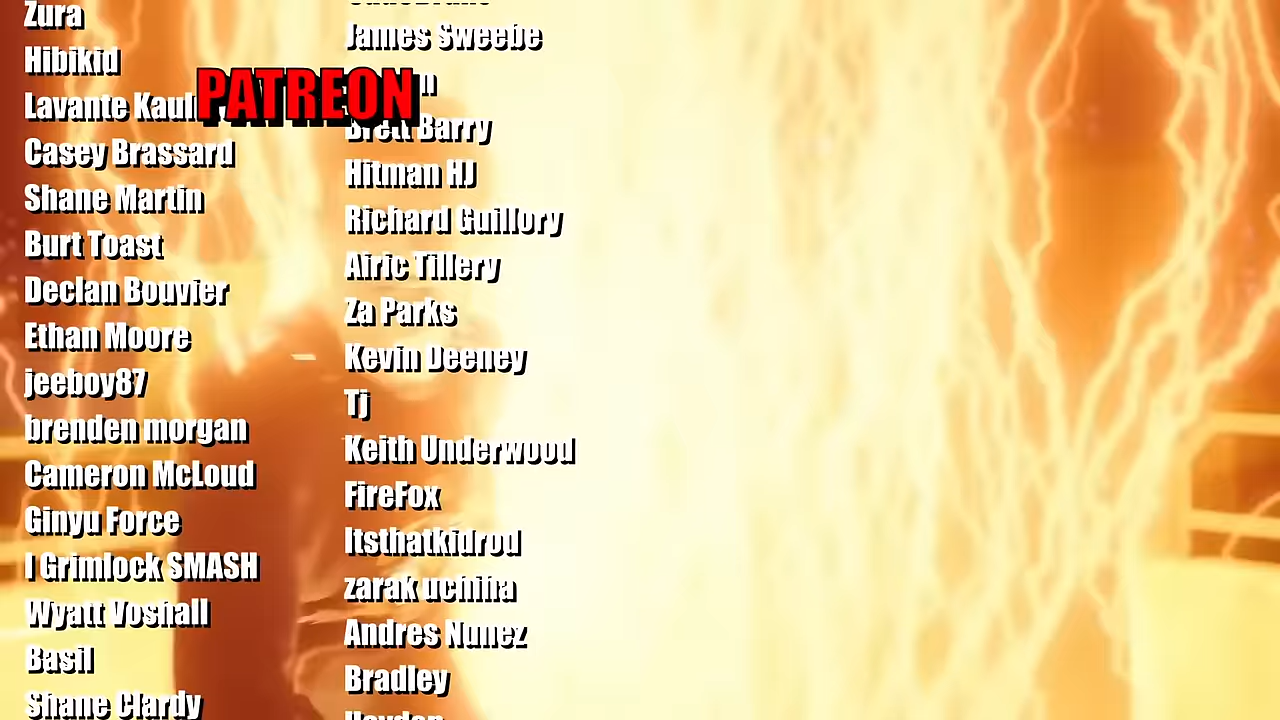 PATREON
Zura
Hibikid
Lavante
Casey Brassard
Shane Martin
Burt Toast
Declan Bouvier
Ethan Moore
jeeboy87
brenden morgan
Cameron McLoud
Ginyu Force
I Grimlock SMASH
Wyatt Voshall
Basil
Shane Clardy
James Sweebe
Brett Barry
Hitman HJ
Richard Guillory
Airic Tillery
Za Parks
Kevin Deeney
Tj
Keith Underwood
FireFox
Itsthatkidrod
zarak uchiha
Andres Nunez
Bradley